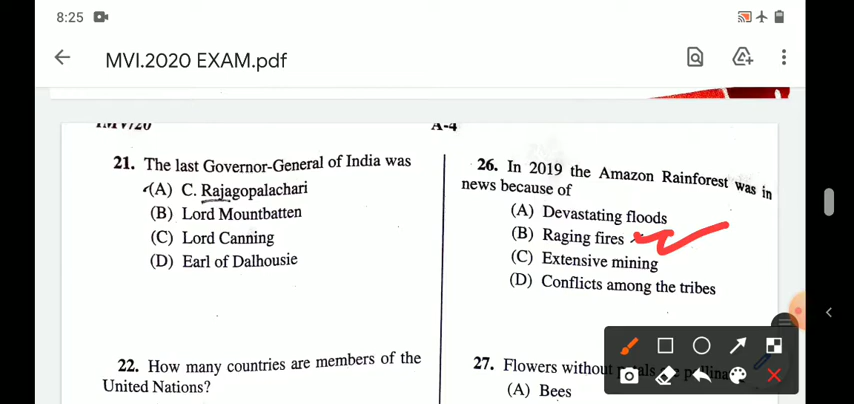 8:25
MVI.2020 EXAM.pdf
A-4
21. The last Governor-General of India was
(A) C. Rajagopalachari
(B) Lord Mountbatten
(C) Lord Canning
(D) Earl of Dalhousie
22. How many countries are members of the
United Nations?
26. In 2019 the Amazon Rainforest was in
news because of
(A) Devastating floods
(B) Raging fires
(C) Extensive mining
(D) Conflicts among the tribes
27. Flowers without
(A) Bees